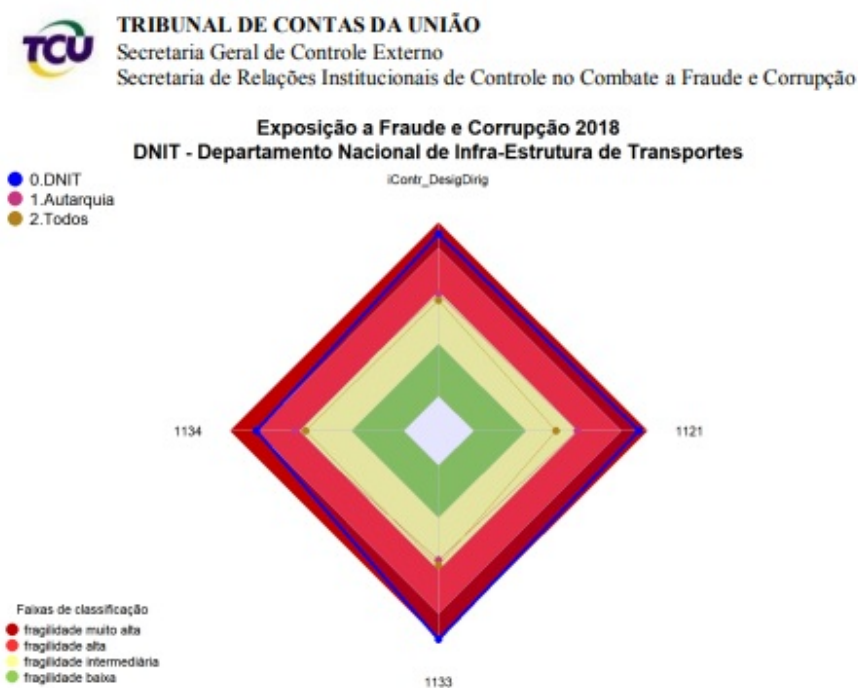 TCU
TRIBUNAL DE CONTAS DA UNIÃO
Secretaria Geral de Controle Externo
Secretaria de Relações Institucionais de Controle no Combate a Fraude e Corrupção
Exposição a Fraude e Corrupção 2018
DNIT - Departamento Nacional de Infra-Estrutura de Transportes
iContr_DesigDirig
0.DNIT
1.Autarquia
2.Todos
1134
1121
Faixas de classificação
fragilidade muito alta
fragilidade alta
fragilidade intermediária
fragilidade baixa
1133